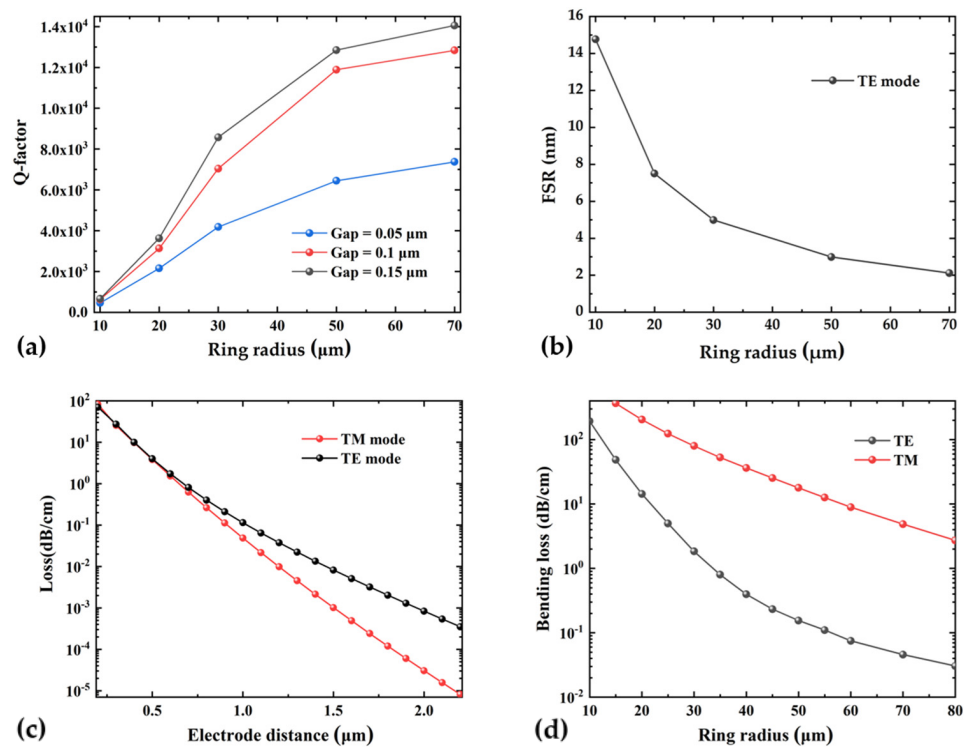 1.4x10⁴
1.2x10⁴
1.0x10⁴
8.0x10³
6.0x10³
4.0x10³
2.0x10³
0.0
Q-factor
Gap = 0.05 μm
Gap = 0.1 μm
Gap = 0.15 μm
10 20 30 40 50 60 70
Ring radius (μm)
(a)
16
14
12
10
8
6
4
2
0
FSR (nm)
TE mode
10 20 30 40 50 60 70
Ring radius (μm)
(b)
10²
10¹
10⁰
10⁻¹
10⁻²
10⁻³
10⁻⁴
10⁻⁵
Loss(dB/cm)
TM mode
TE mode
0.5 1.0 1.5 2.0
Electrode distance (μm)
(c)
10²
10¹
10⁰
10⁻¹
10⁻²
Bending loss (dB/cm)
TE
TM
10 20 30 40 50 60 70 80
Ring radius (μm)
(d)